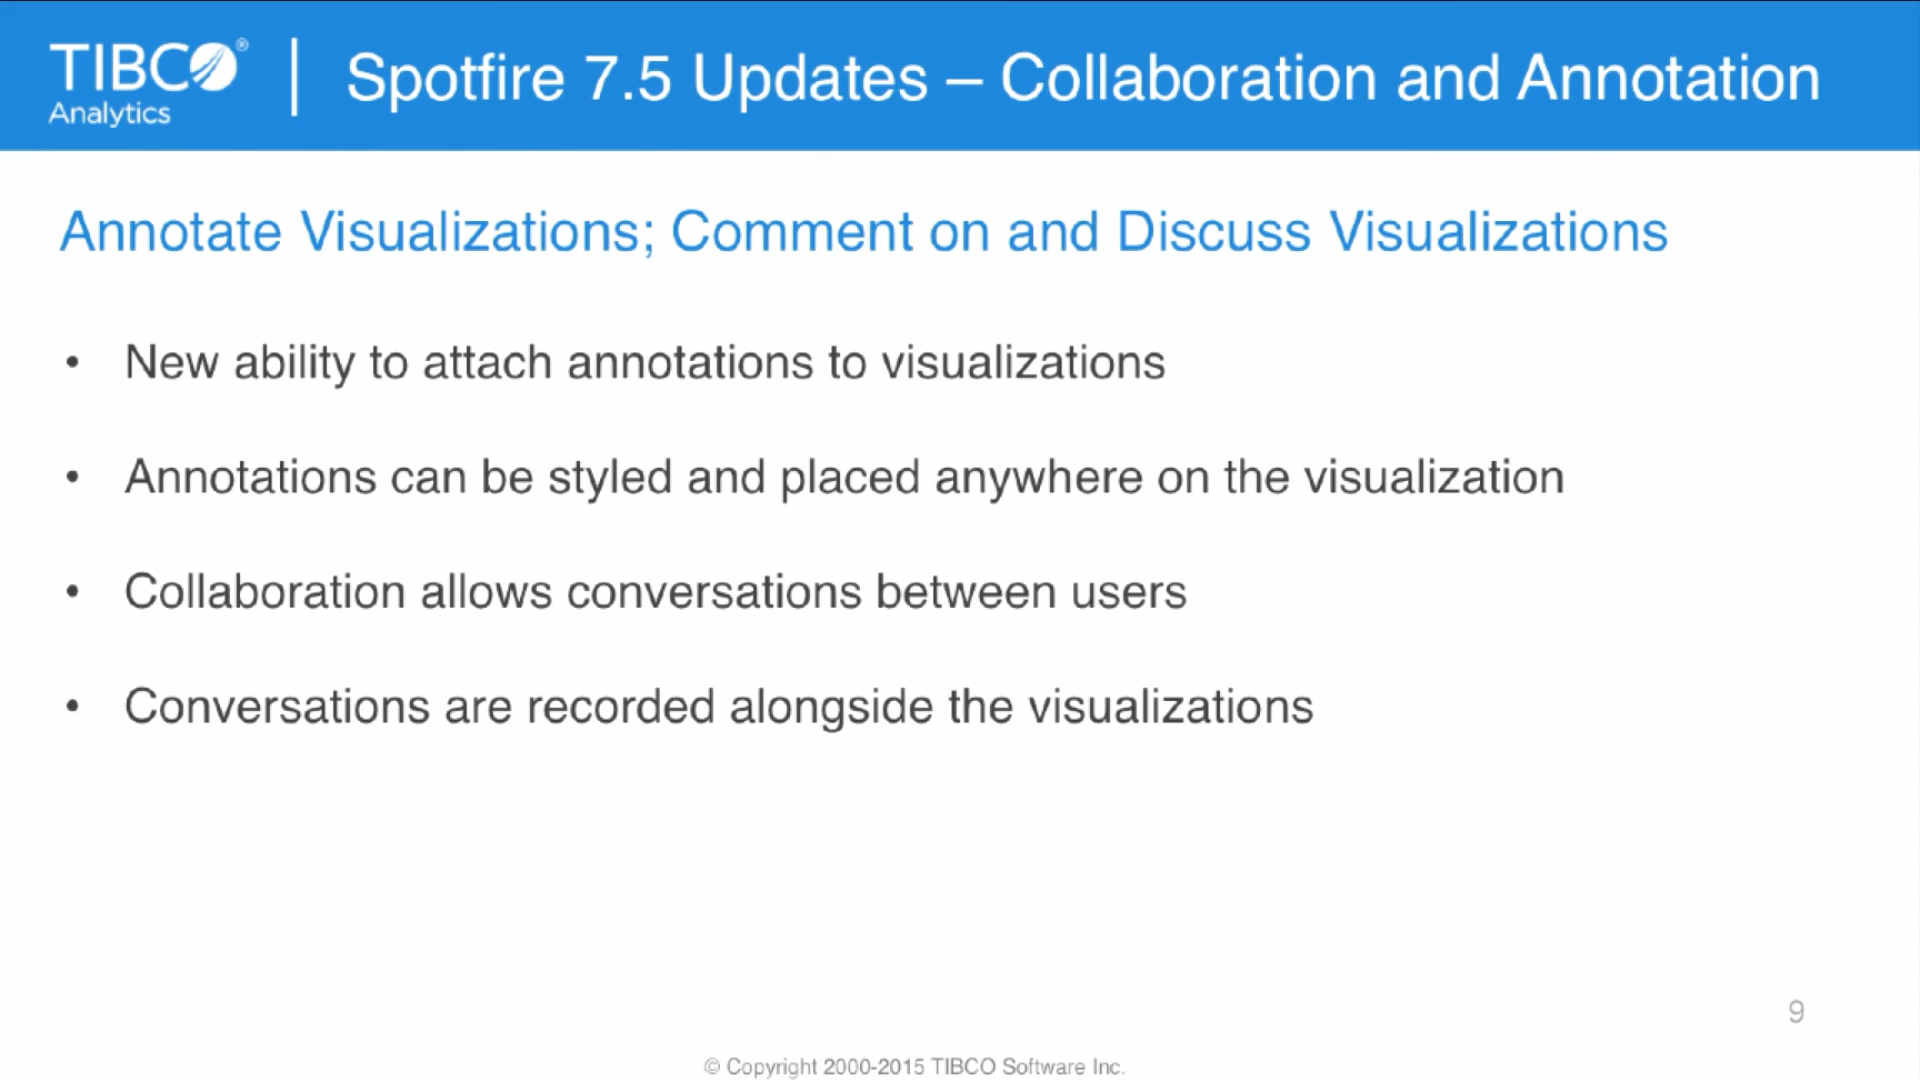 TIBCO®
Analytics
Spotfire 7.5 Updates – Collaboration and Annotation
Annotate Visualizations; Comment on and Discuss Visualizations
• New ability to attach annotations to visualizations
• Annotations can be styled and placed anywhere on the visualization
• Collaboration allows conversations between users
• Conversations are recorded alongside the visualizations
9
© Copyright 2000-2015 TIBCO Software Inc.